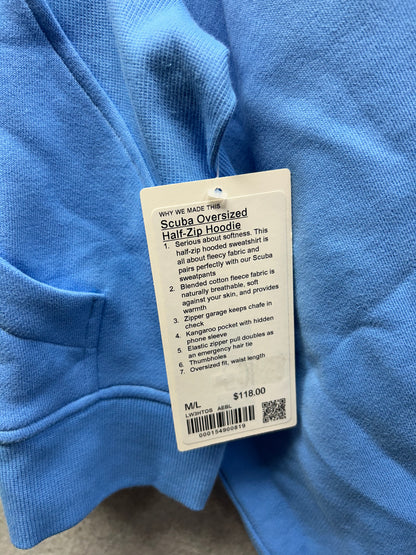 WHY WE MADE THIS
Scuba Oversized
Half-Zip Hoodie
1. Serious about softness. This
half-zip hooded sweatshirt is
all about fleecy fabric and
pairs perfectly with our Scuba
sweatpants
2. Blended cotton fleece fabric is
naturally breathable, soft
against your skin, and provides
warmth
3. Zipper garage keeps chafe in
check
4. Kangaroo pocket with hidden
phone sleeve
5. Elastic zipper pull doubles as
an emergency hair tie
6. Thumbholes
7. Oversized fit, waist length
M/L $118.00
LW3HTOS AEBL
000154900819